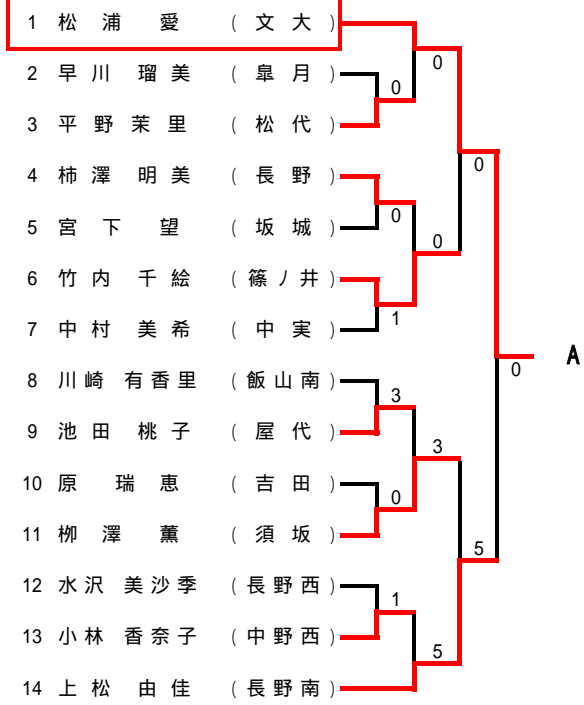 1 松浦 愛 (文大)
0
2 早川 瑠美 (皐月)
0
3 平野茉里 (松代)
0
4 柿澤 明美 (長野)
0
0
5 宮下 望 (坂城)
6 竹内 千絵 (篠ノ井)
1
7 中村 美希 (中実)
0
A
8 川崎 有香里 (飯山南)
3
9 池田 桃子 (屋代)
3
10 原 瑞恵 (吉田)
0
11 栁澤 薫 (須坂)
5
12 水沢 美沙季 (長野西)
1
13 小林 香奈子 (中野西)
5
14 上松 由佳 (長野南)